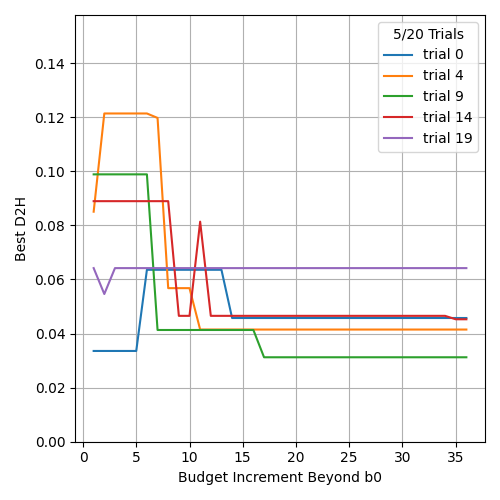 5/20 Trials
trial 0
trial 4
trial 9
trial 14
trial 19
Best D2H
0.14
0.12
0.10
0.08
0.06
0.04
0.02
0.00
0 5 10 15 20 25 30 35
Budget Increment Beyond b0